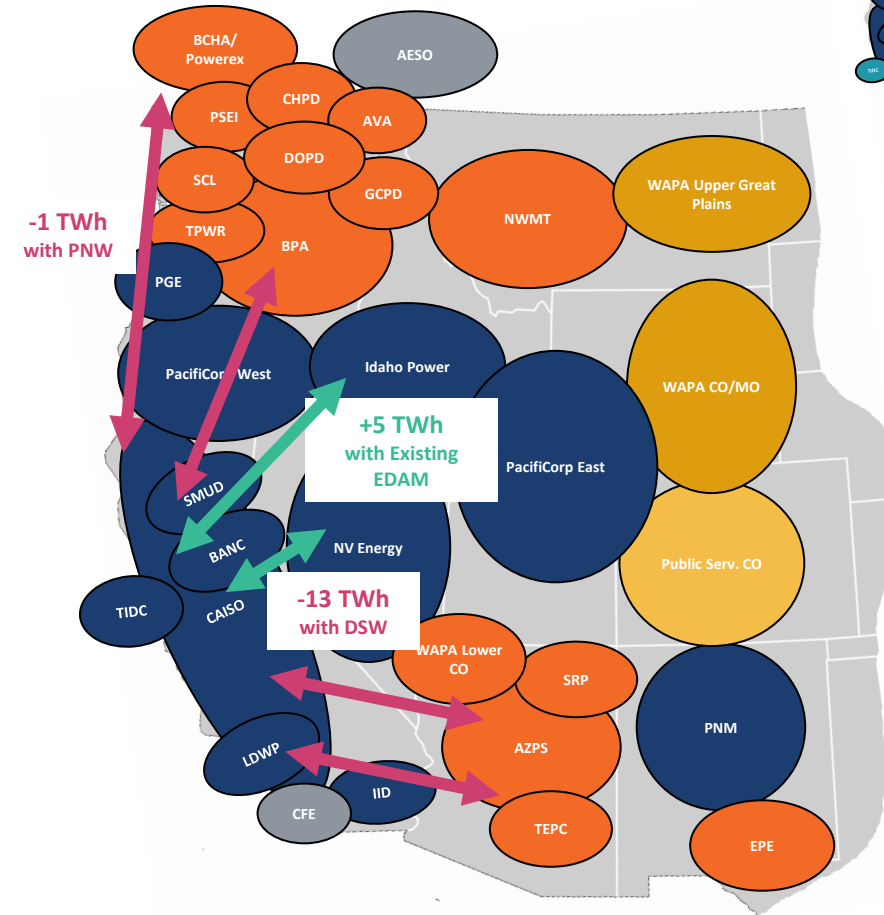 BCHA/
Powerex
AESO
TIDC
CHPD
PSEI
AVA
DOPD
SCL
GCPD
WAPA Upper Great
Plains
-1 TWh
with PNW
TPWR
NWMT
BPA
PGE
PacifiCorp West
Idaho Power
WAPA CO/MO
+5 TWh
with Existing
EDAM
PacifiCorp East
SMUD
BANC
NV Energy
Public Serv. CO
TIDC
CAISO
-13 TWh
with DSW
WAPA Lower
CO
SRP
PNM
AZPS
LDWP
IID
CFE
TEPC
EPE